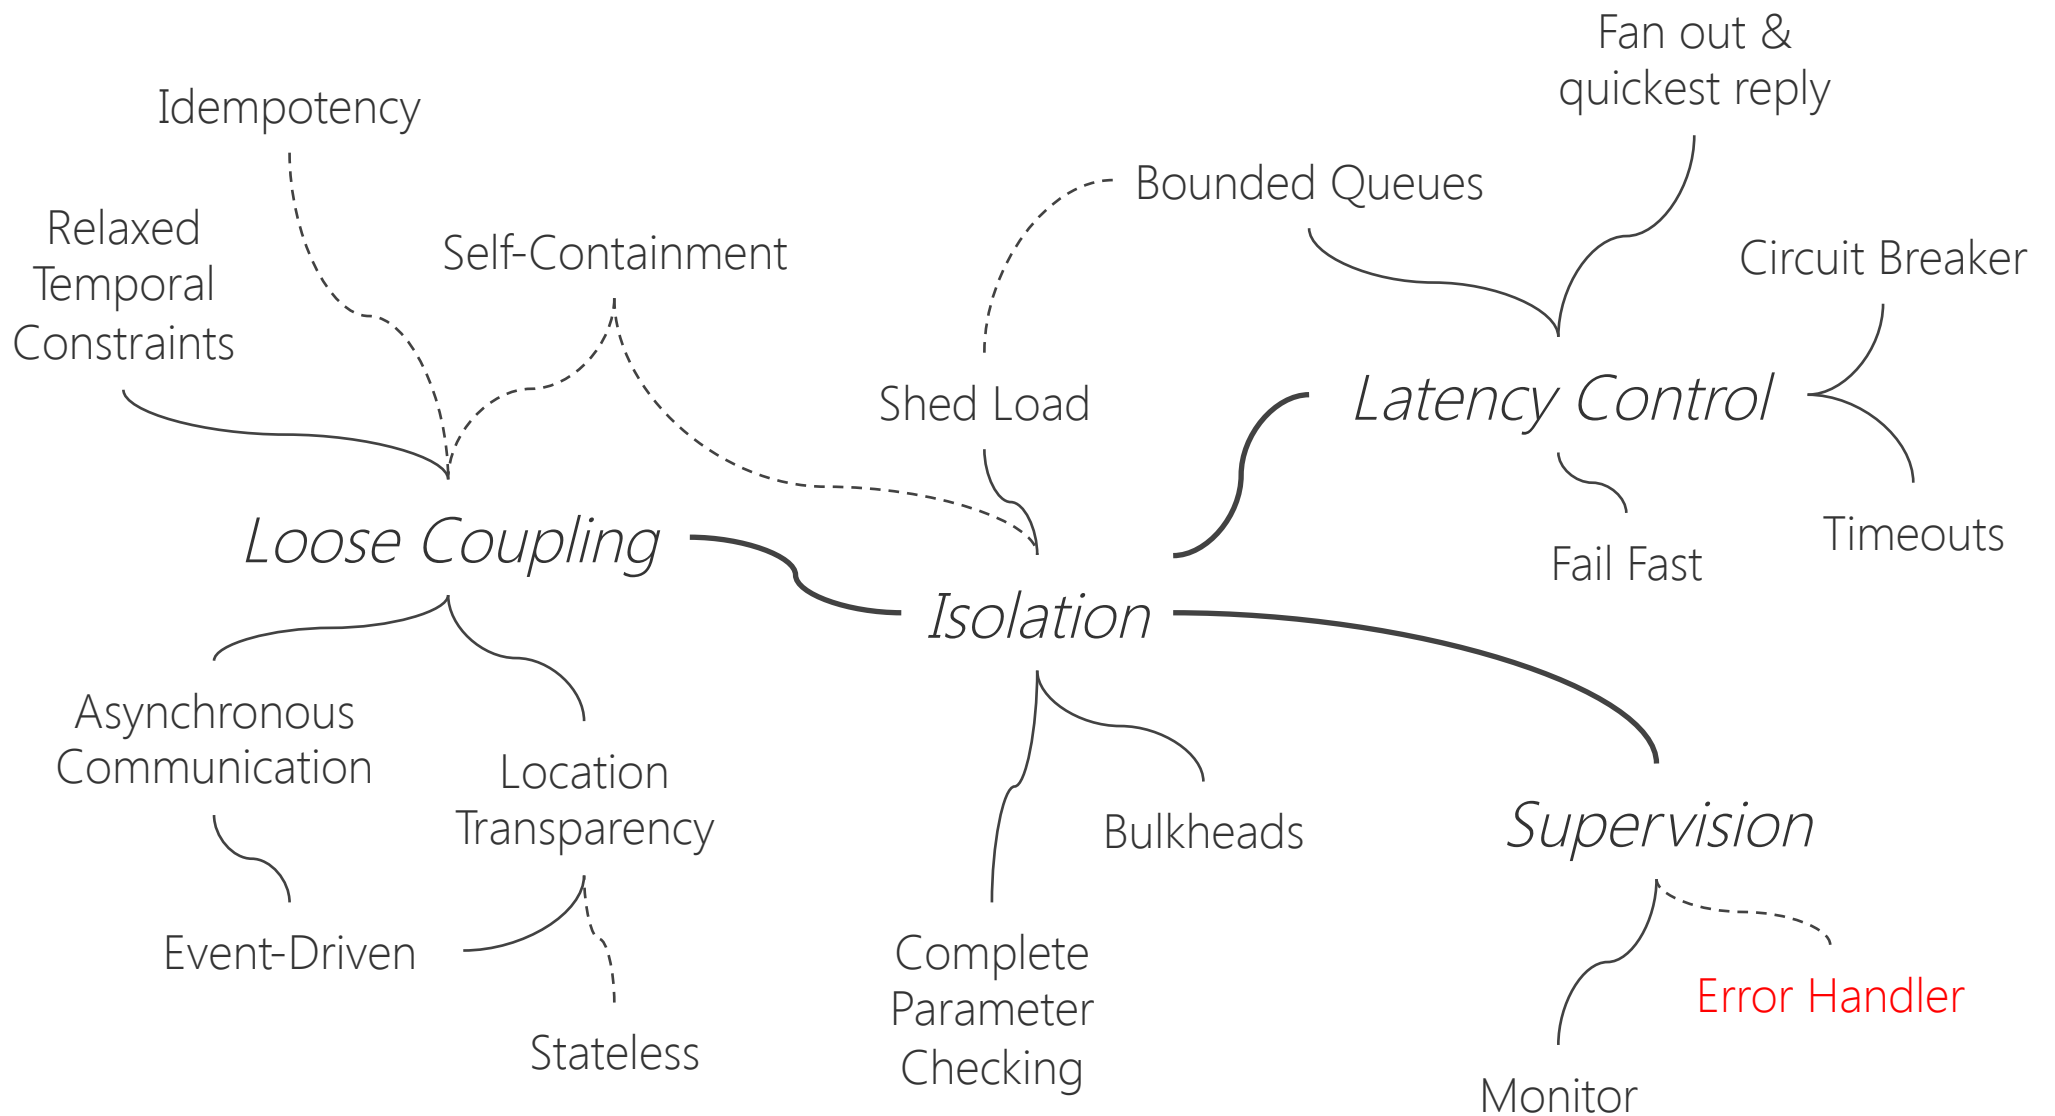 Fan out &
quickest reply
Idempotency
Bounded Queues
Relaxed
Temporal
Constraints
Self-Containment
Circuit Breaker
Shed Load
Latency Control
Loose Coupling
Fail Fast
Timeouts
Isolation
Asynchronous
Communication
Location
Transparency
Bulkheads
Supervision
Event-Driven
Complete
Parameter
Checking
Error Handler
Stateless
Monitor